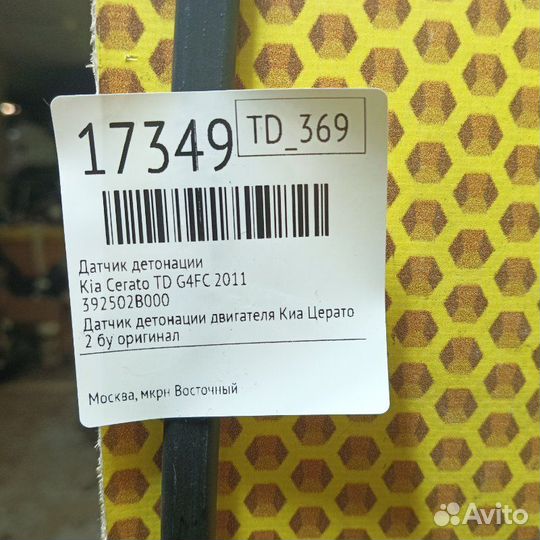 17349
TD_369
Датчик детонации
Kia Cerato TD G4FC 2011
392502B000
Датчик детонации двигателя Киа Церато
2 бу оригинал
Москва, мкрн Восточный
Avito